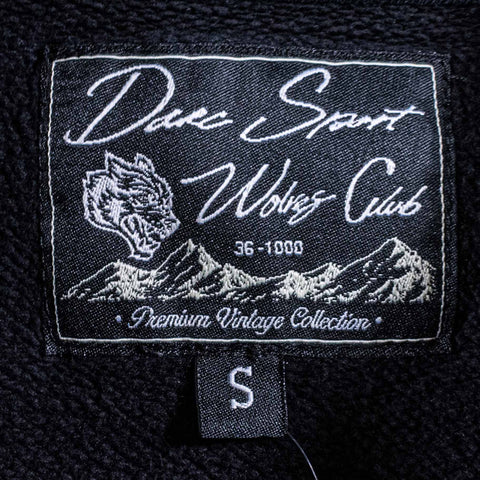 Darc Sport
Wolves Club
36-1000
· Premium Vintage Collection ·
S